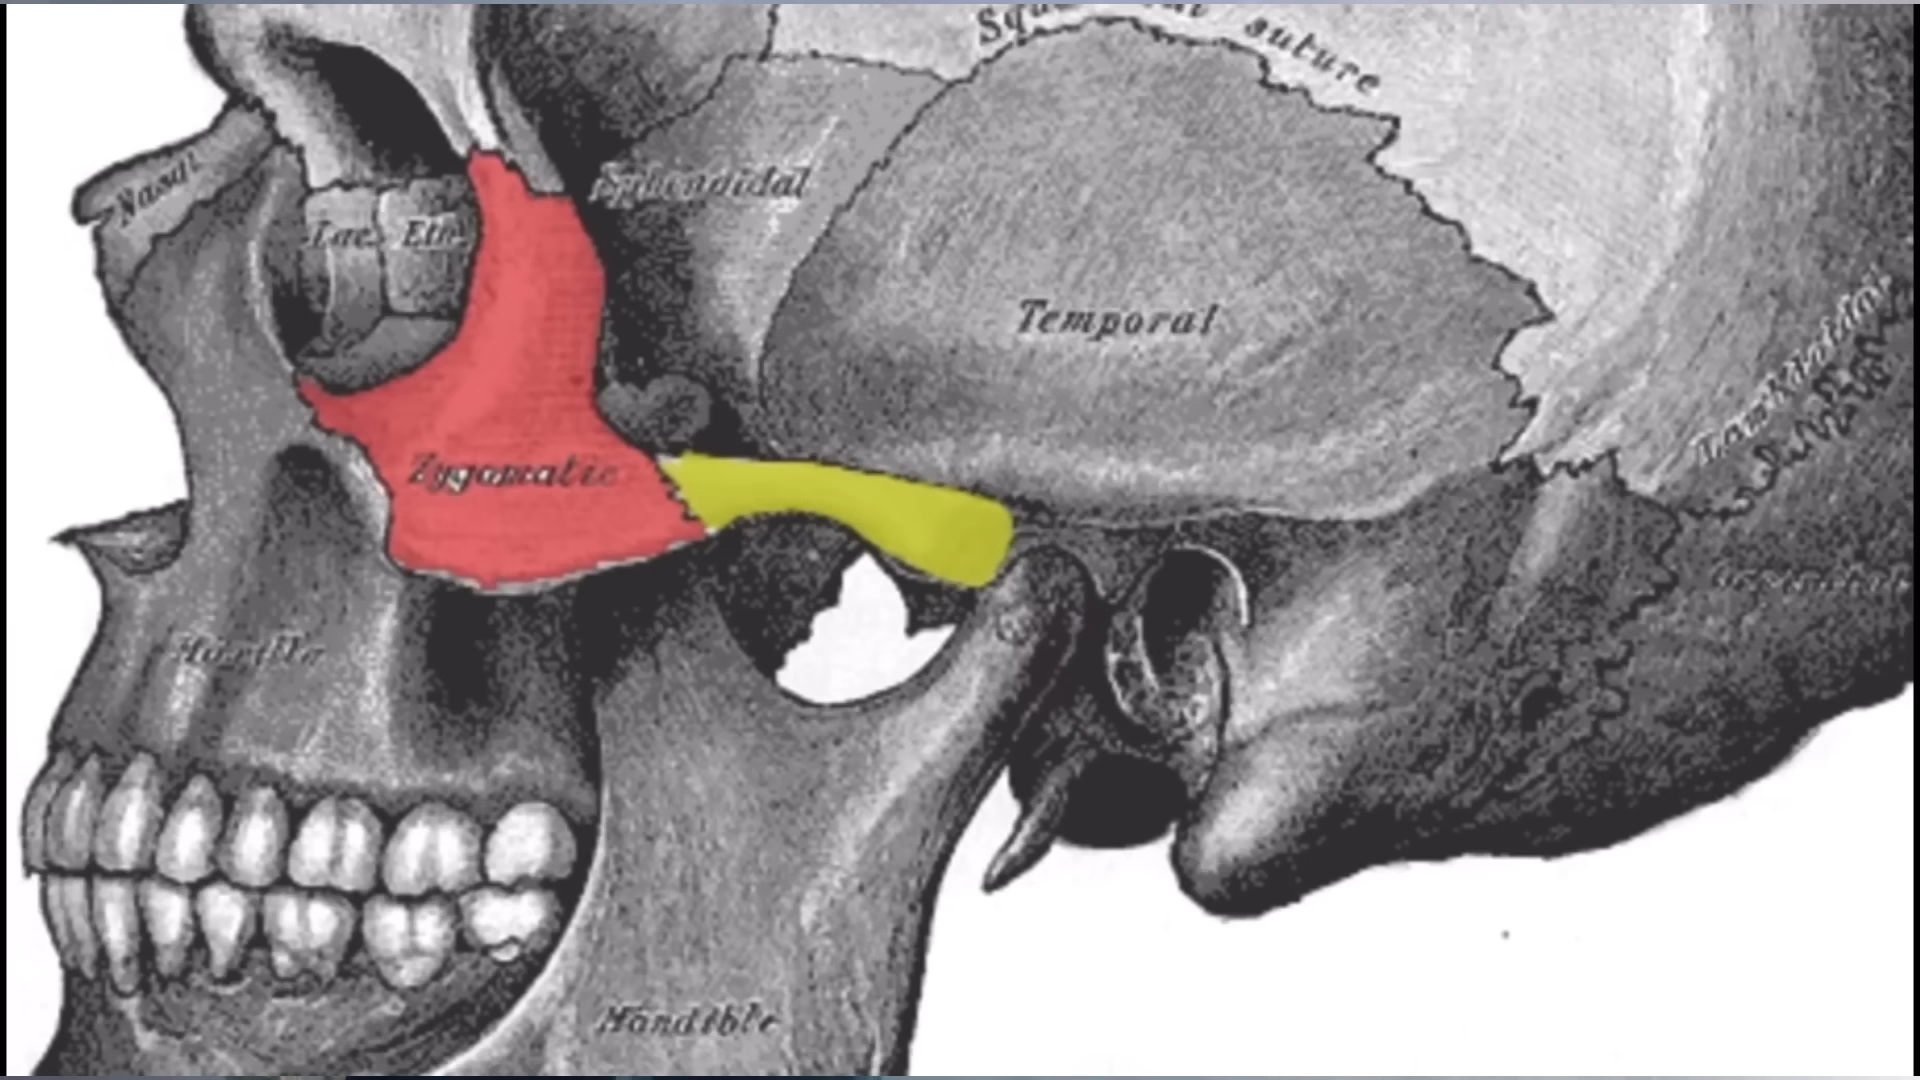 suture
Nasal
Sphenoidal
Lac.
Eth.
Temporal
Zygomatic
Maxilla
Mandible